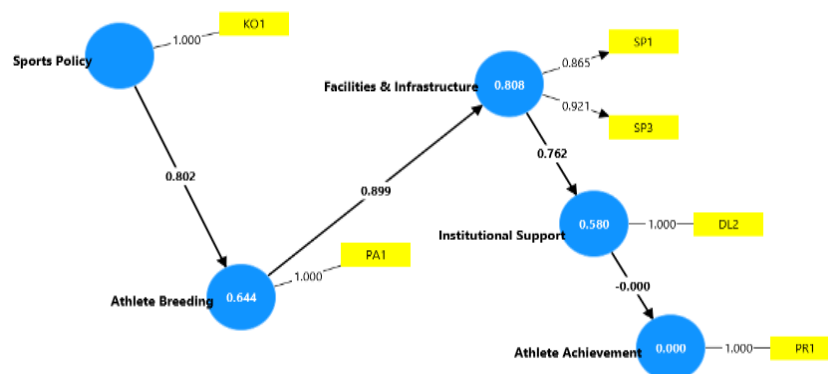 KO1
1.000
Sports Policy
SP1
0.865
Facilities & Infrastructure
0.808
0.921
SP3
0.762
0.802
0.899
Institutional Support
0.580
1.000
DL2
PA1
1.000
Athlete Breeding
0.644
-0.000
Athlete Achievement
0.000
1.000
PR1